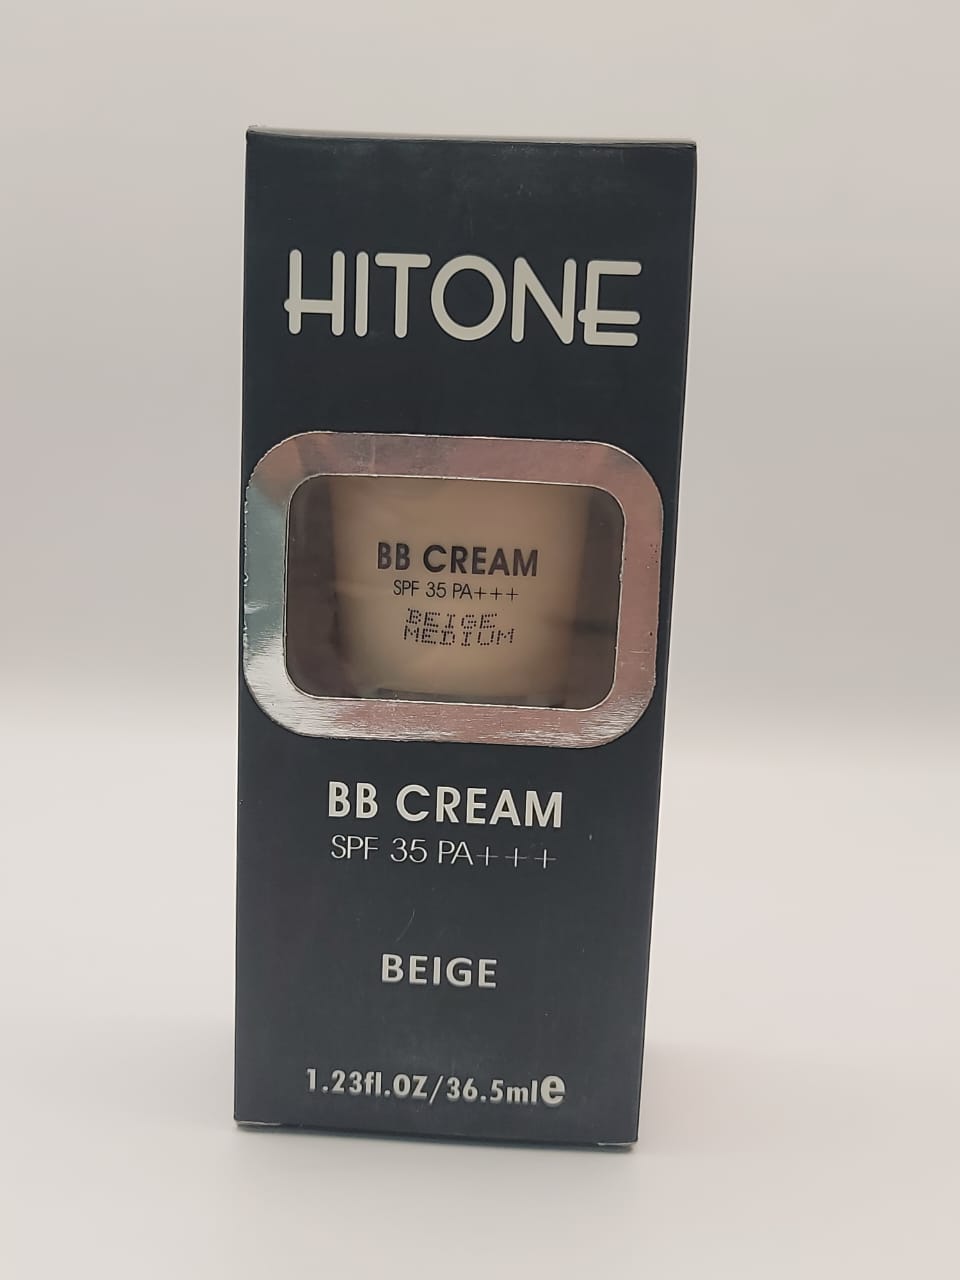 HITONE
BB CREAM
SPF 35 PA+++
BEIGE
MEDIUM
BB CREAM
SPF 35 PA+++
BEIGE
1.23fl.OZ/36.5ml℮